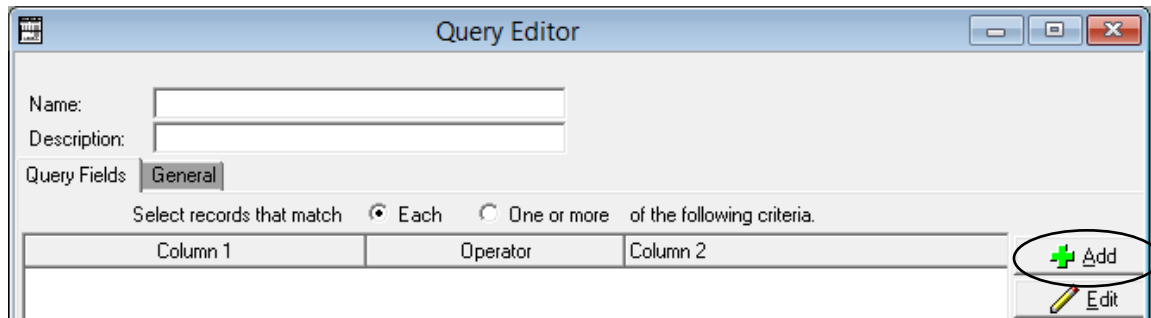 Query Editor
Name:
Description:
Query Fields General
Select records that match Each One or more of the following criteria.
Column 1 Operator Column 2
Add
Edit